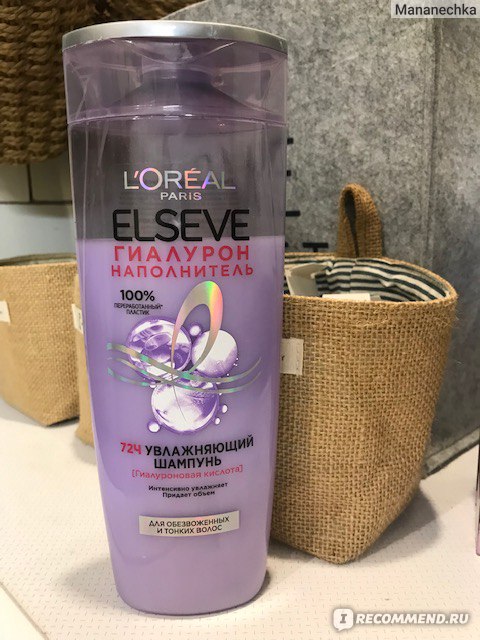 Mananechka
L'ORÉAL
PARIS
ELSEVE
ГИАЛУРОН
НАПОЛНИТЕЛЬ
100%
ПЕРЕРАБОТАННЫЙ*
ПЛАСТИК
72Ч УВЛАЖНЯЮЩИЙ
ШАМПУНЬ
[Гиалуроновая кислота]
Интенсивно увлажняет
Придает объем
ДЛЯ ОБЕЗВОЖЕННЫХ
И ТОНКИХ ВОЛОС
I RECOMMEND.RU